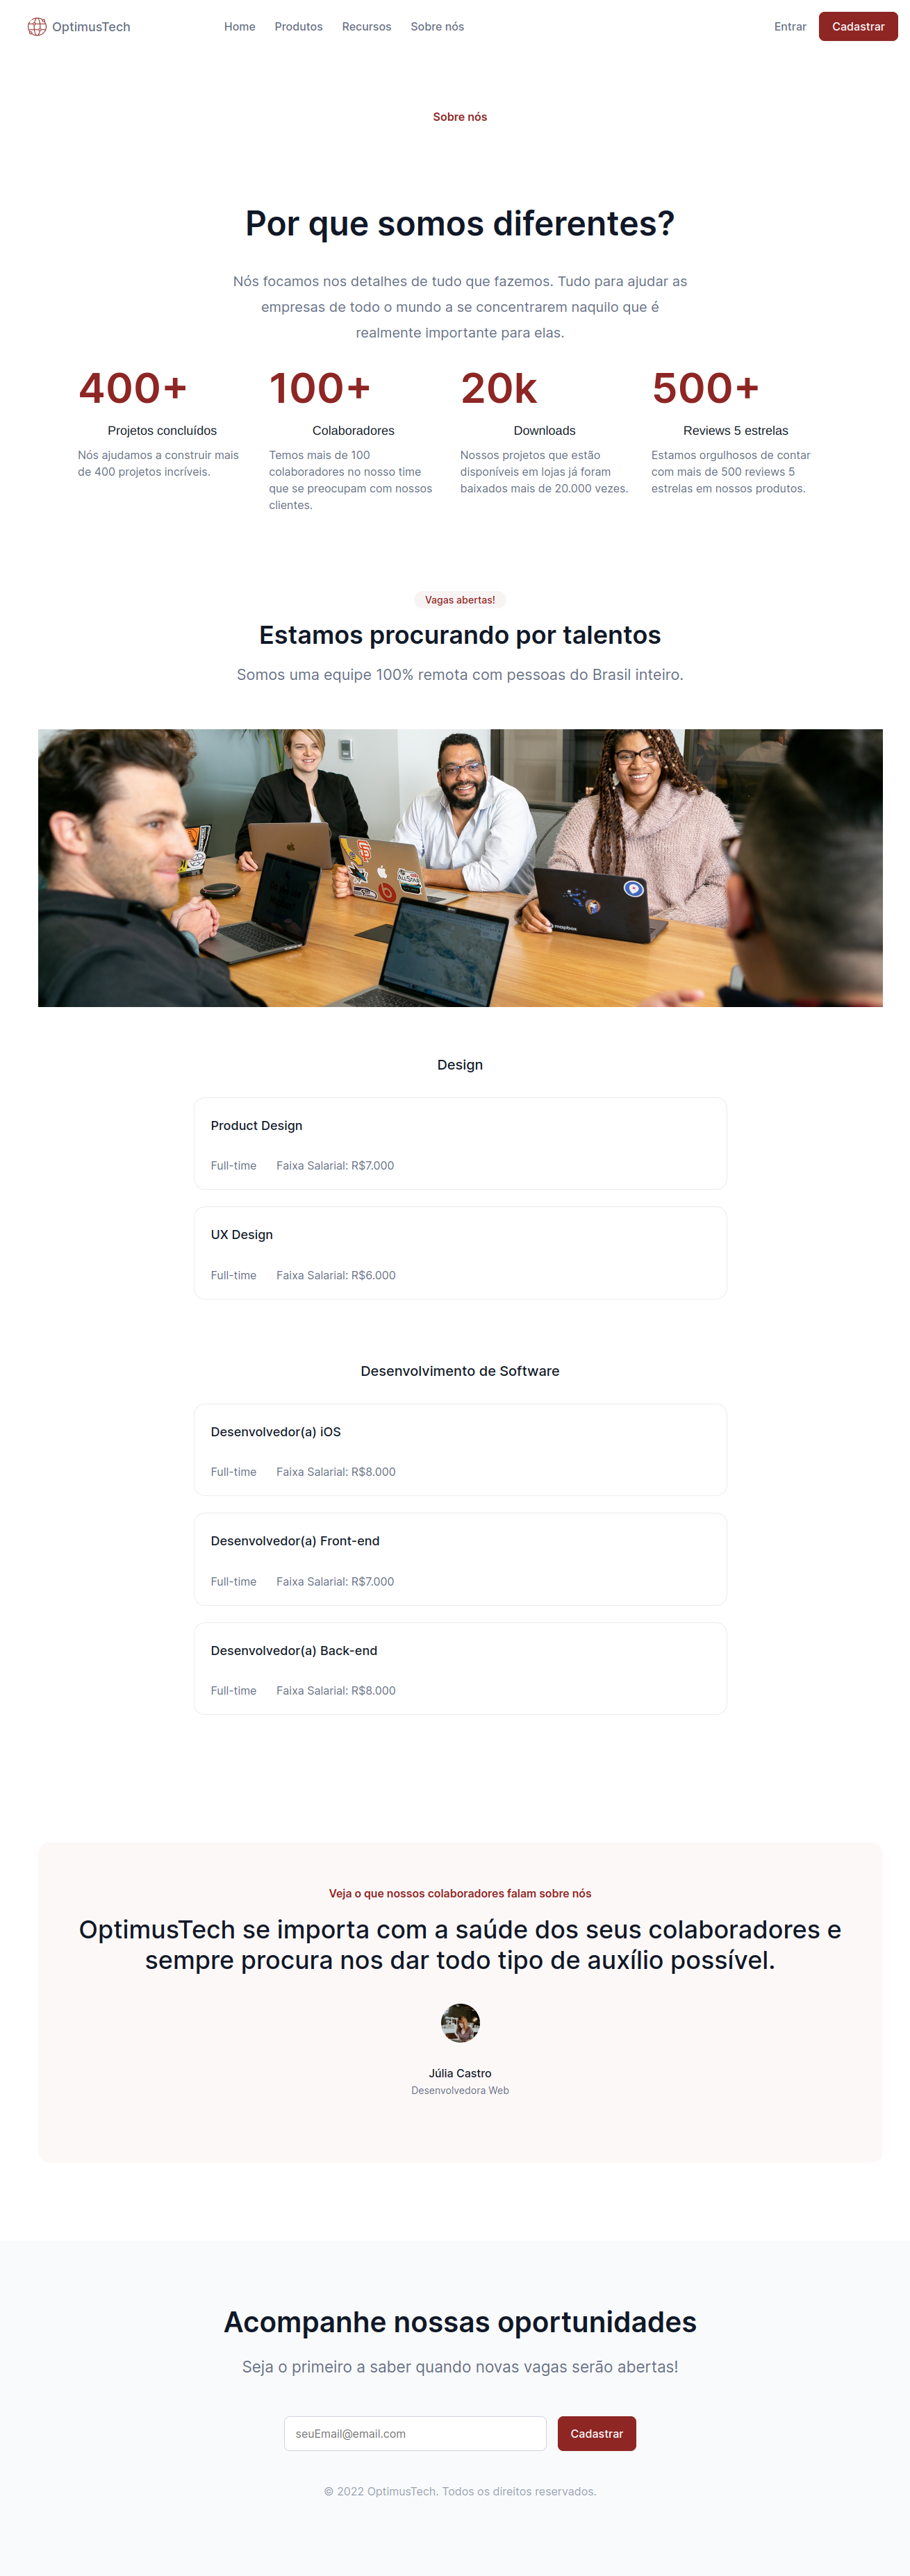 OptimusTech
Home Produtos Recursos Sobre nós
Entrar Cadastrar
Sobre nós
Por que somos diferentes?
Nós focamos nos detalhes de tudo que fazemos. Tudo para ajudar as
empresas de todo o mundo a se concentrarem naquilo que é
realmente importante para elas.
400+
Projetos concluídos
Nós ajudamos a construir mais
de 400 projetos incríveis.
100+
Colaboradores
Temos mais de 100
colaboradores no nosso time
que se preocupam com nossos
clientes.
20k
Downloads
Nossos projetos que estão
disponíveis em lojas já foram
baixados mais de 20.000 vezes.
500+
Reviews 5 estrelas
Estamos orgulhosos de contar
com mais de 500 reviews 5
estrelas em nossos produtos.
Vagas abertas!
Estamos procurando por talentos
Somos uma equipe 100% remota com pessoas do Brasil inteiro.
mapbox
Design
Product Design
Full-time Faixa Salarial: R$7.000
UX Design
Full-time Faixa Salarial: R$6.000
Desenvolvimento de Software
Desenvolvedor(a) iOS
Full-time Faixa Salarial: R$8.000
Desenvolvedor(a) Front-end
Full-time Faixa Salarial: R$7.000
Desenvolvedor(a) Back-end
Full-time Faixa Salarial: R$8.000
Veja o que nossos colaboradores falam sobre nós
OptimusTech se importa com a saúde dos seus colaboradores e
sempre procura nos dar todo tipo de auxílio possível.
Júlia Castro
Desenvolvedora Web
Acompanhe nossas oportunidades
Seja o primeiro a saber quando novas vagas serão abertas!
seuEmail@email.com
Cadastrar
© 2022 OptimusTech. Todos os direitos reservados.